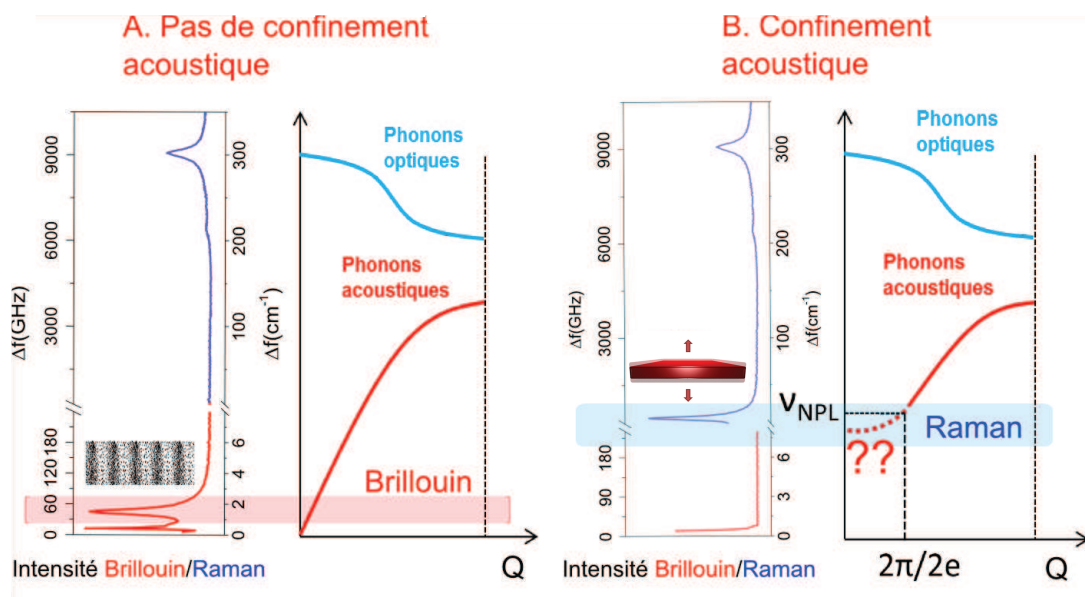 A. Pas de confinement
acoustique
Δf(GHz)
9000
6000
3000
180
120
60
0
300
200
100
6
4
2
0
Δf(cm⁻¹)
Phonons
optiques
Phonons
acoustiques
Brillouin
Intensité Brillouin/Raman
Q
B. Confinement
acoustique
Δf(GHz)
9000
6000
3000
180
90
0
300
200
100
6
3
0
Δf(cm⁻¹)
Phonons
optiques
Phonons
acoustiques
νNPL
??
Raman
Intensité Brillouin/Raman
2π/2e
Q